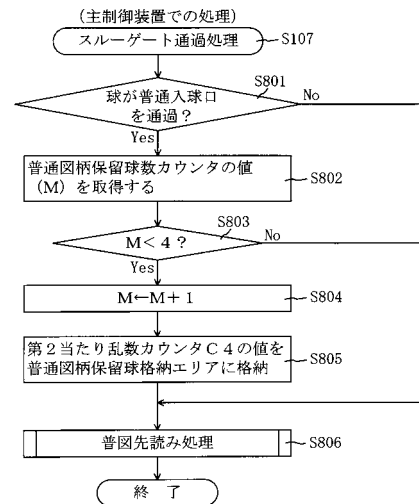 (主制御装置での処理)
スルーゲート通過処理
S107
S801
球が普通入球口
を通過?
No
Yes
普通図柄保留球数カウンタの値
(M)を取得する
S802
S803
M<4?
No
Yes
M←M+1
S804
第2当たり乱数カウンタC4の値を
普通図柄保留球格納エリアに格納
S805
普図先読み処理
S806
終 了